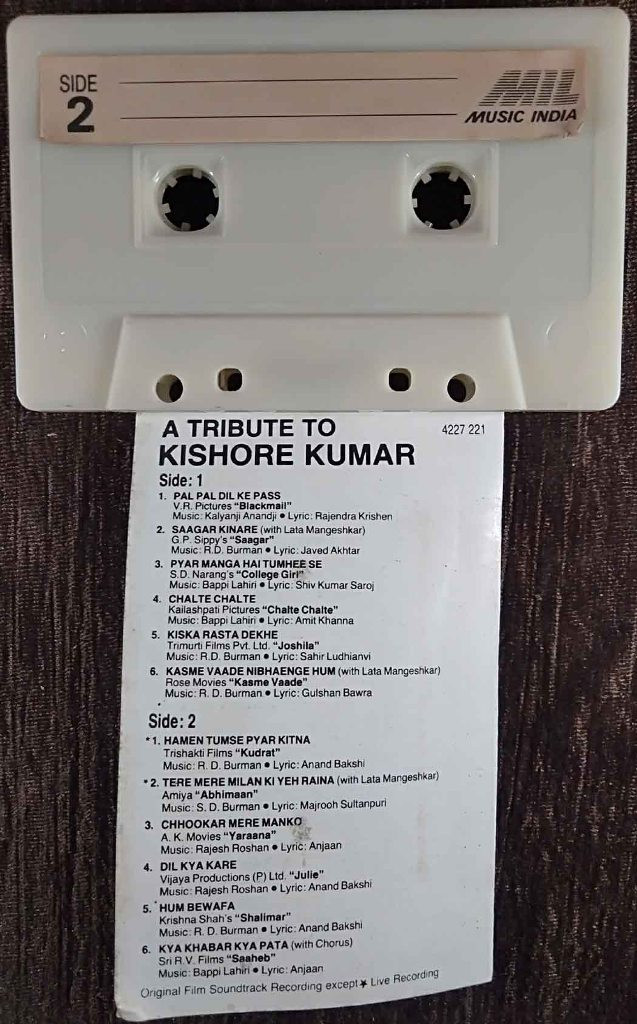 SIDE
2
MIL
MUSIC INDIA
A TRIBUTE TO
4227 221
KISHORE KUMAR
Side: 1
1. PAL PAL DIL KE PASS
V.R. Pictures "Blackmail"
Music: Kalyanji Anandji ● Lyric: Rajendra Krishen
2. SAAGAR KINARE (with Lata Mangeshkar)
G.P. Sippy's "Saagar"
Music: R.D. Burman ● Lyric: Javed Akhtar
3. PYAR MANGA HAI TUMHEE SE
S.D. Narang's "College Girl"
Music: Bappi Lahiri ● Lyric: Shiv Kumar Saroj
4. CHALTE CHALTE
Kailashpati Pictures "Chalte Chalte"
Music: Bappi Lahiri ● Lyric: Amit Khanna
5. KISKA RASTA DEKHE
Trimurti Films Pvt. Ltd. "Joshila"
Music: R.D. Burman ● Lyric: Sahir Ludhianvi
6. KASME VAADE NIBHAENGE HUM (with Lata Mangeshkar)
Rose Movies "Kasme Vaade"
Music: R. D. Burman ● Lyric: Gulshan Bawra
Side: 2
*1. HAMEN TUMSE PYAR KITNA
Trishakti Films "Kudrat"
Music: R. D. Burman ● Lyric: Anand Bakshi
*2. TERE MERE MILAN KI YEH RAINA (with Lata Mangeshkar)
Amiya "Abhimaan"
Music: S. D. Burman ● Lyric: Majrooh Sultanpuri
3. CHHOOKAR MERE MANKO
A. K. Movies "Yaraana"
Music: Rajesh Roshan ● Lyric: Anjaan
4. DIL KYA KARE
Vijaya Productions (P) Ltd. "Julie"
Music: Rajesh Roshan ● Lyric: Anand Bakshi
5. HUM BEWAFA
Krishna Shah's "Shalimar"
Music: R. D. Burman ● Lyric: Anand Bakshi
6. KYA KHABAR KYA PATA (with Chorus)
Sri R.V. Films "Saaheb"
Music: Bappi Lahiri ● Lyric: Anjaan
Original Film Soundtrack Recording except ★ Live Recording